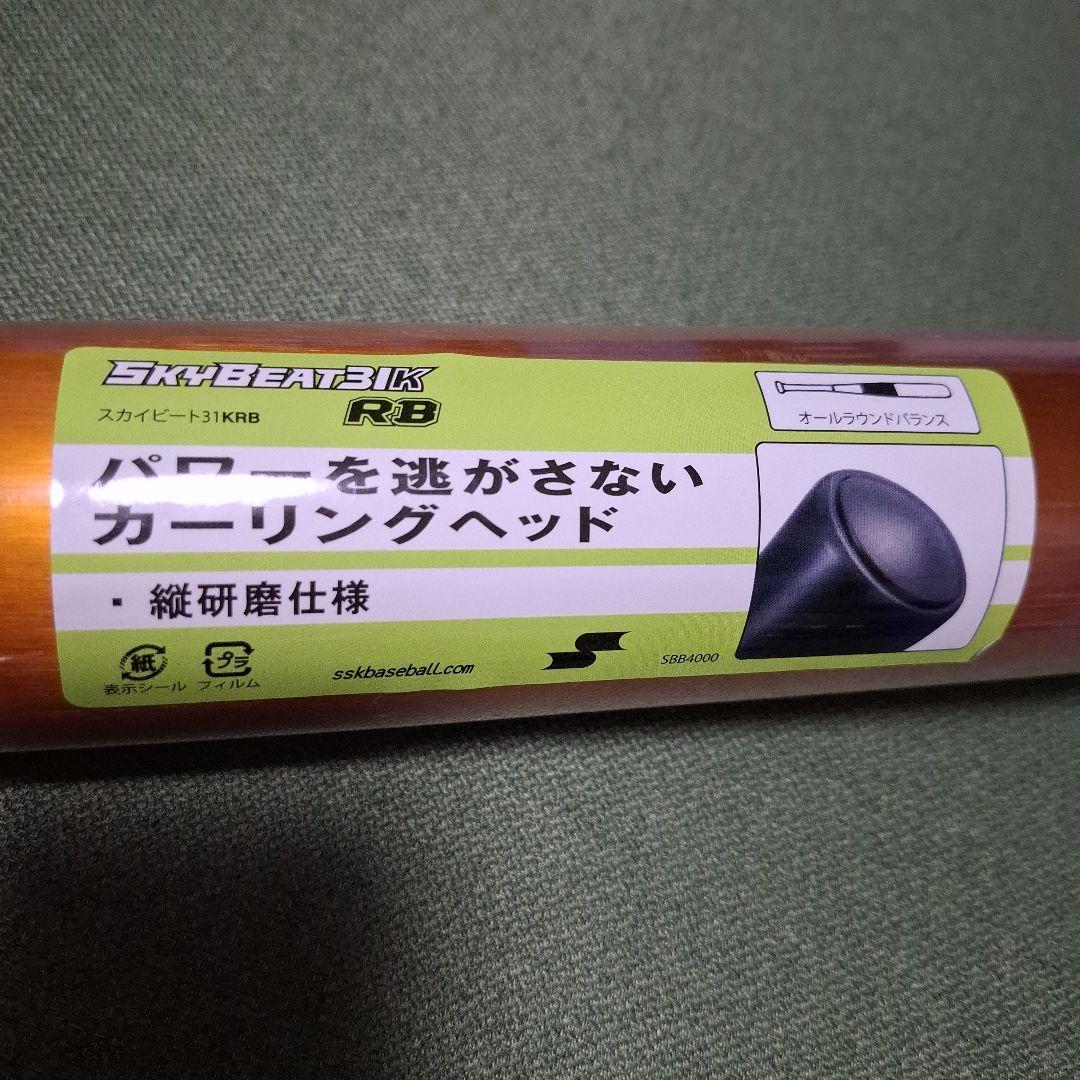 SKYBEAT31K
RB
スカイビート31KRB
オールラウンドバランス
パワーを逃がさない
カーリングヘッド
・縦研磨仕様
紙
表示シール
プラ
フィルム
sskbaseball.com
SBB4000